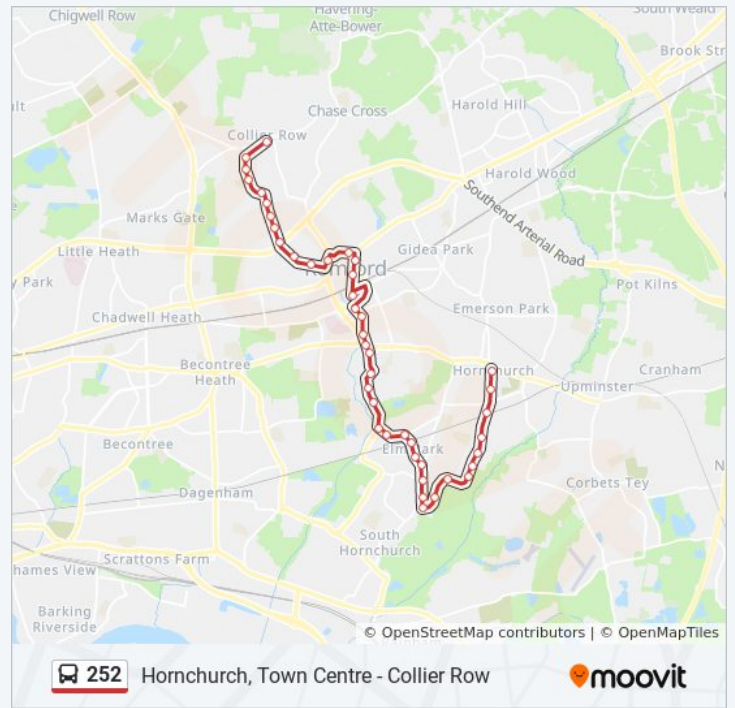 Chigwell Row
Havering-
Atte-Bower
South Weald
Brook Str
ult
Chase Cross
Harold Hill
Collier Row
Harold Wood
Southend Arterial Road
Marks Gate
Little Heath
Gidea Park
Romford
y Park
Pot Kilns
Chadwell Heath
Emerson Park
Becontree
Heath
Hornchurch
Cranham
Upminster
Becontree
Elm Park
Dagenham
N
Corbets Tey
South
Hornchurch
Scrattons Farm
hames View
Barking
Riverside
© OpenStreetMap contributors | © OpenMapTiles
252 Hornchurch, Town Centre - Collier Row
moovit